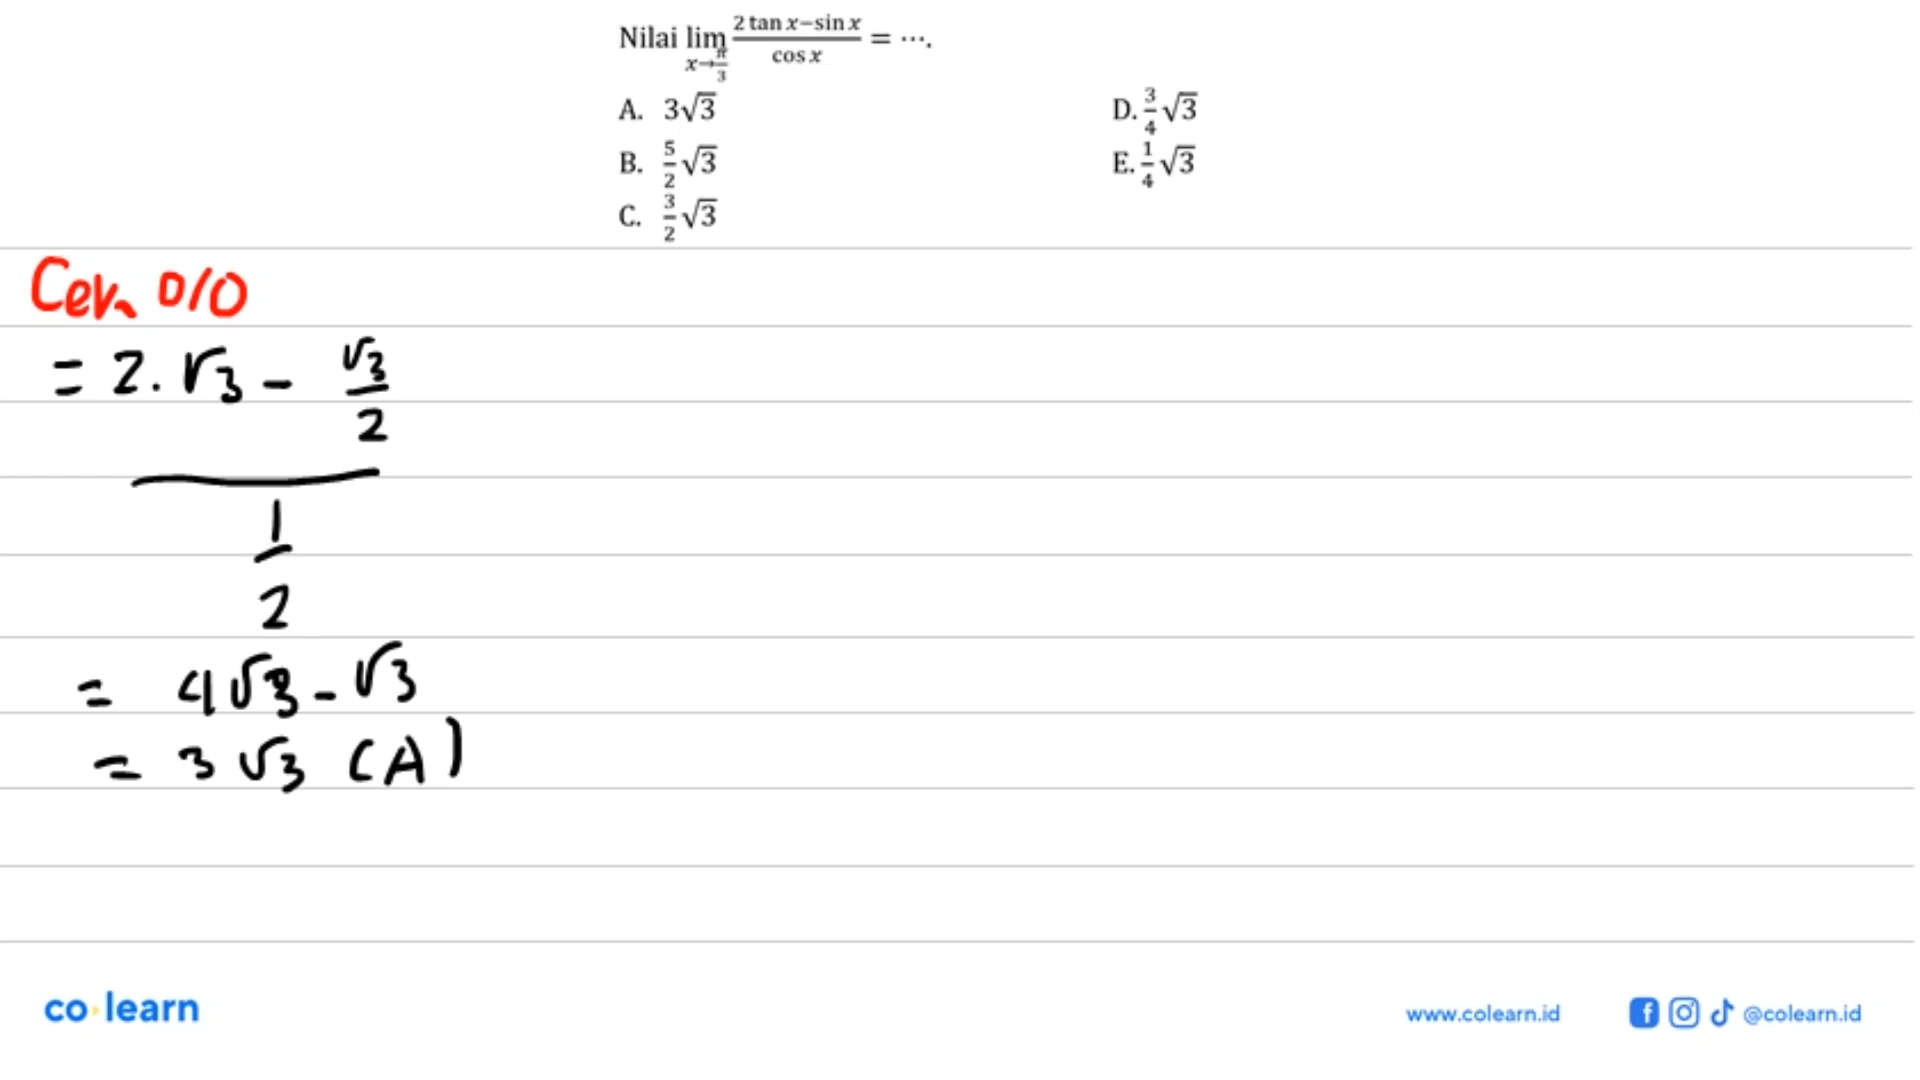 Nilai lim x→π/3 (2 tan x−sin x)/(cos x) = ⋯.
A. 3√3
B. 5/2 √3
C. 3/2 √3
D. 3/4 √3
E. 1/4 √3
Cek 0/0
= 2 . √3 - √3/2
1/2
= 4√3 - √3
= 3√3 (A)
co learn
www.colearn.id
@colearn.id